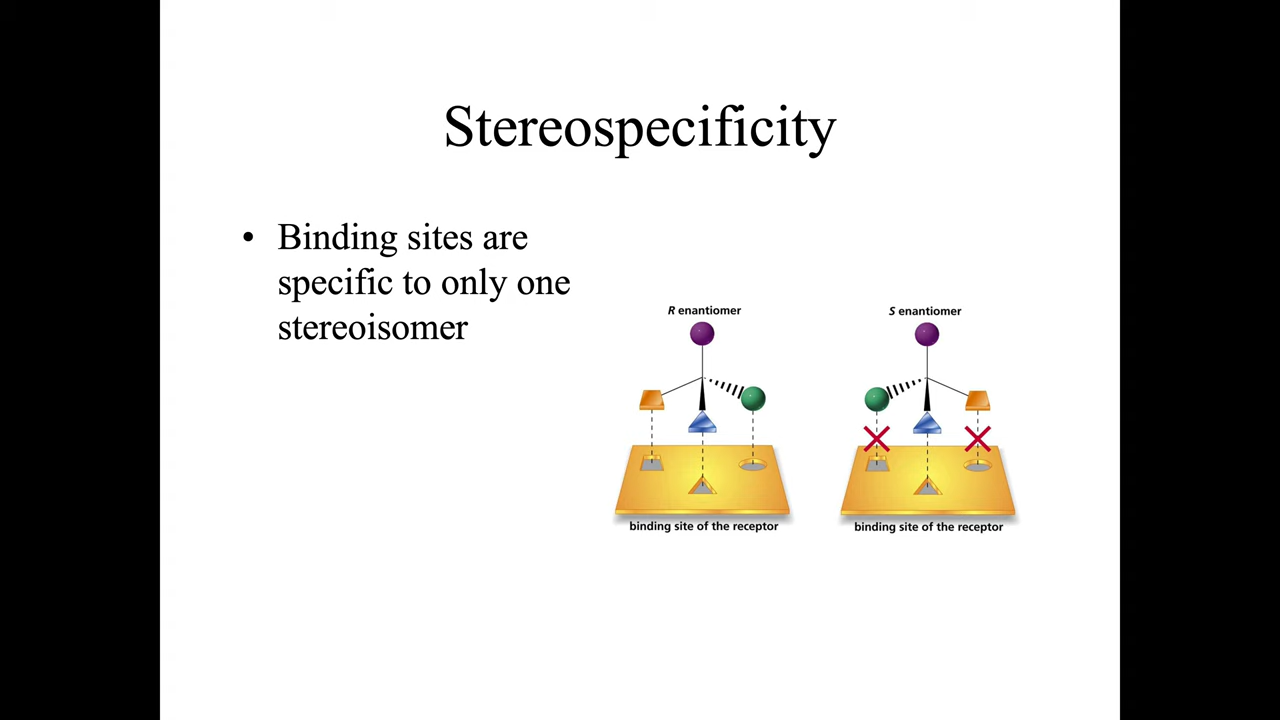 Stereospecificity
• Binding sites are
specific to only one
stereoisomer
R enantiomer
S enantiomer
binding site of the receptor
binding site of the receptor